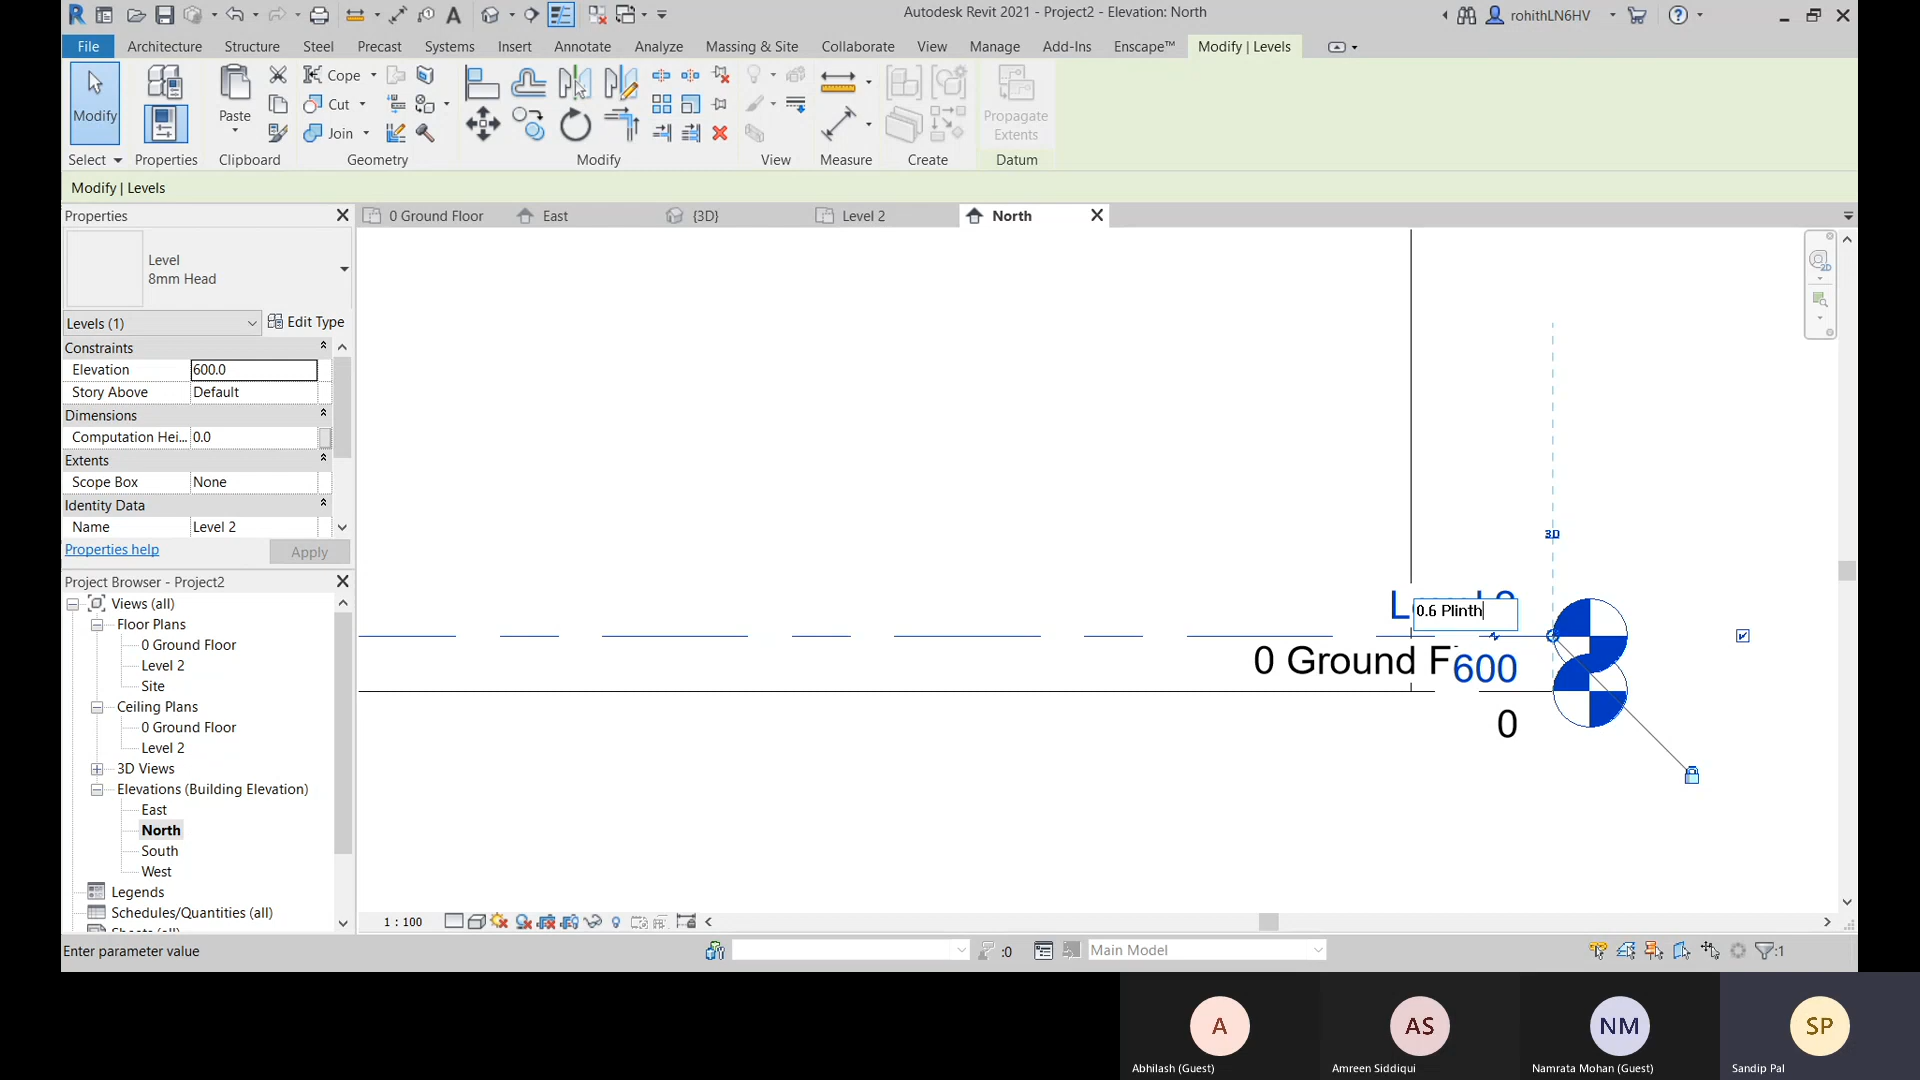 Autodesk Revit 2021 - Project2 - Elevation: North
rohithLN6HV
File Architecture Structure Steel Precast Systems Insert Annotate Analyze Massing & Site Collaborate View Manage Add-Ins Enscape™ Modify | Levels
Modify
Paste
Cope
Cut
Join
Propagate
Extents
Select Properties Clipboard Geometry Modify View Measure Create Datum
Modify | Levels
Properties
0 Ground Floor East {3D} Level 2 North
Level
8mm Head
Levels (1) Edit Type
Constraints
Elevation 600.0
Story Above Default
Dimensions
Computation Hei... 0.0
Extents
Scope Box None
Identity Data
Name Level 2
Properties help Apply
Project Browser - Project2
Views (all)
Floor Plans
0 Ground Floor
Level 2
Site
Ceiling Plans
0 Ground Floor
Level 2
3D Views
Elevations (Building Elevation)
East
North
South
West
Legends
Schedules/Quantities (all)
2D
3D
0.6 Plinth
0 Ground F
600
0
1 : 100
Enter parameter value
:0
Main Model
:1
A AS NM SP
Abhilash (Guest) Amreen Siddiqui Namrata Mohan (Guest) Sandip Pal